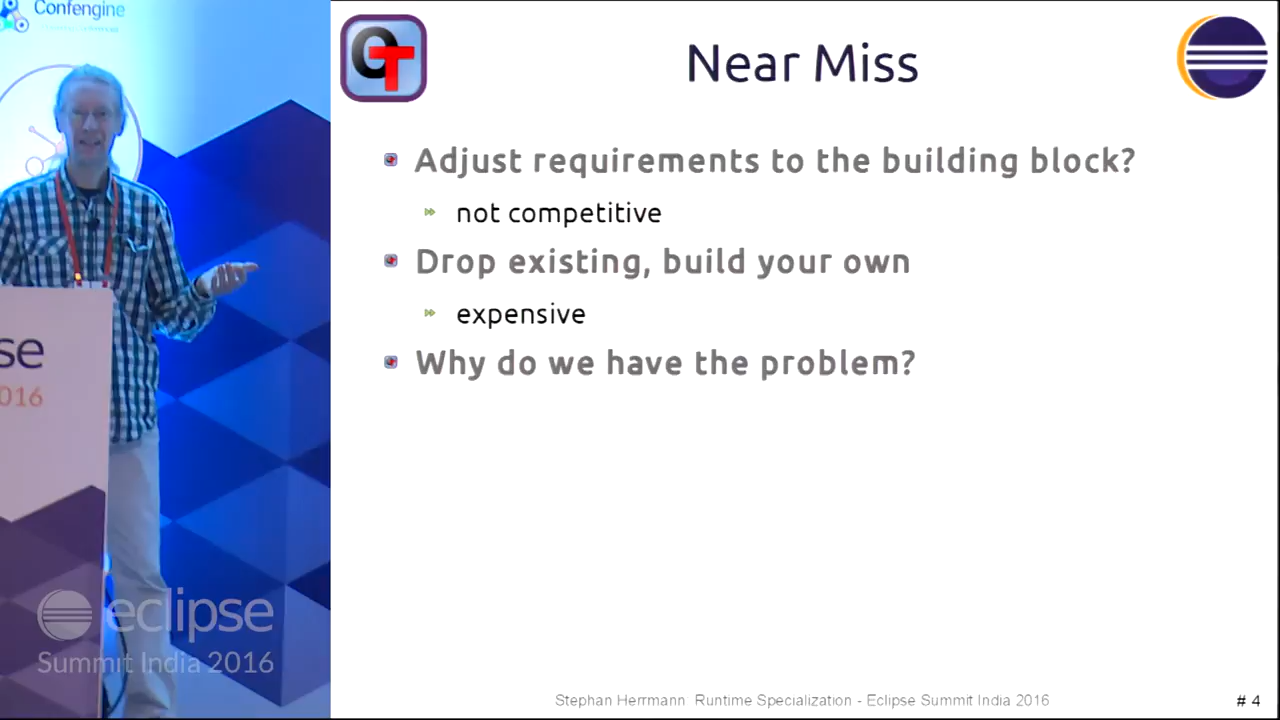 Confengine
OT
Near Miss
Adjust requirements to the building block?
not competitive
Drop existing, build your own
expensive
Why do we have the problem?
se
016
eclipse
Summit India 2016
Stephan Herrmann Runtime Specialization - Eclipse Summit India 2016
# 4